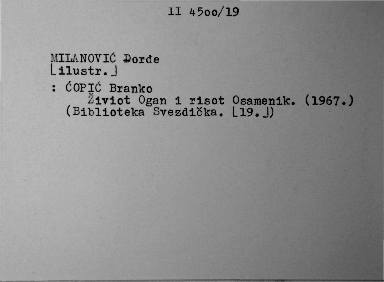 II 4500/19
MILANOVIĆ Đorđe
[ilustr.]
: ĆOPIĆ Branko
Živiot Ogan i risot Osamenik. (1967.)
(Biblioteka Svezdička. [19.])